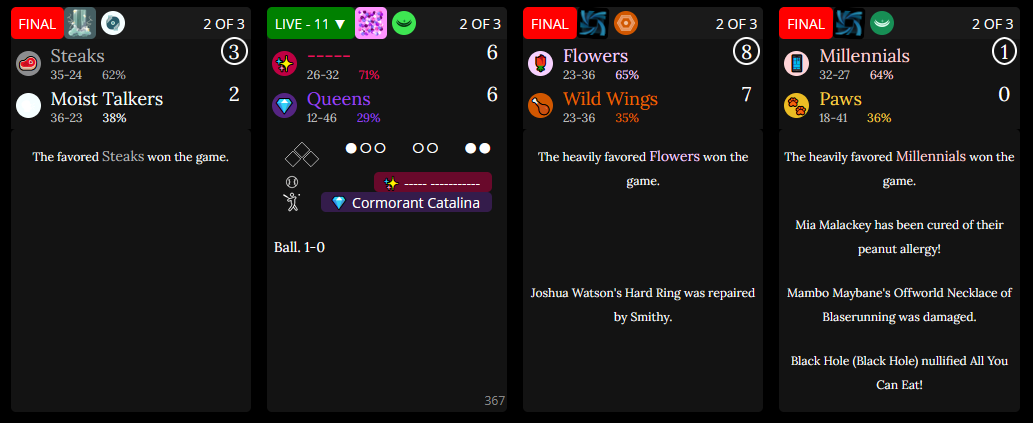 FINAL 2 OF 3
Steaks 3
35-24 62%
Moist Talkers 2
36-23 38%
The favored Steaks won the game.
LIVE - 11 ▼ 2 OF 3
----- 6
26-32 71%
Queens 6
12-46 29%
----- -----------
Cormorant Catalina
Ball. 1-0
367
FINAL 2 OF 3
Flowers 8
23-36 65%
Wild Wings 7
23-36 35%
The heavily favored Flowers won the
game.
Joshua Watson's Hard Ring was repaired
by Smithy.
FINAL 2 OF 3
Millennials 1
32-27 64%
Paws 0
18-41 36%
The heavily favored Millennials won the
game.
Mia Malackey has been cured of their
peanut allergy!
Mambo Maybane's Offworld Necklace of
Blaserunning was damaged.
Black Hole (Black Hole) nullified All You
Can Eat!